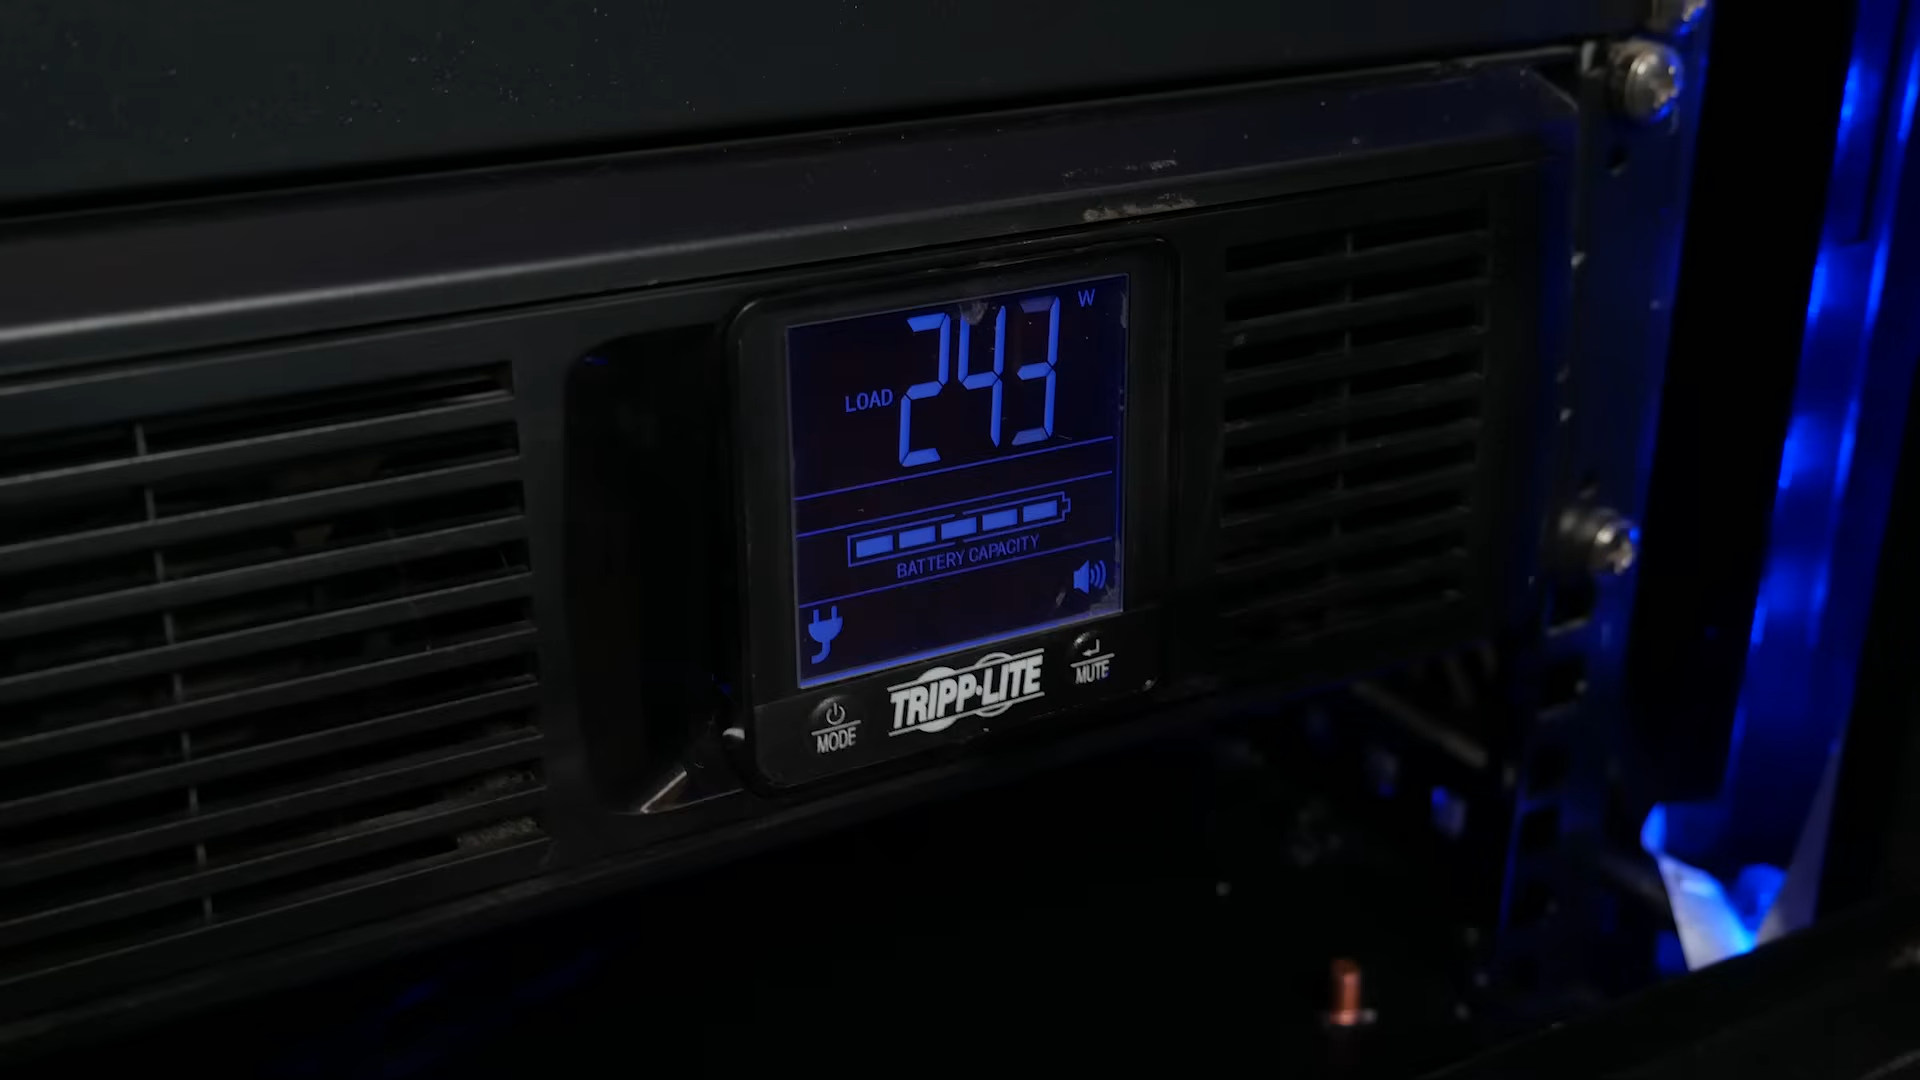 W
LOAD 243
BATTERY CAPACITY
TRIPP·LITE
MODE
MUTE